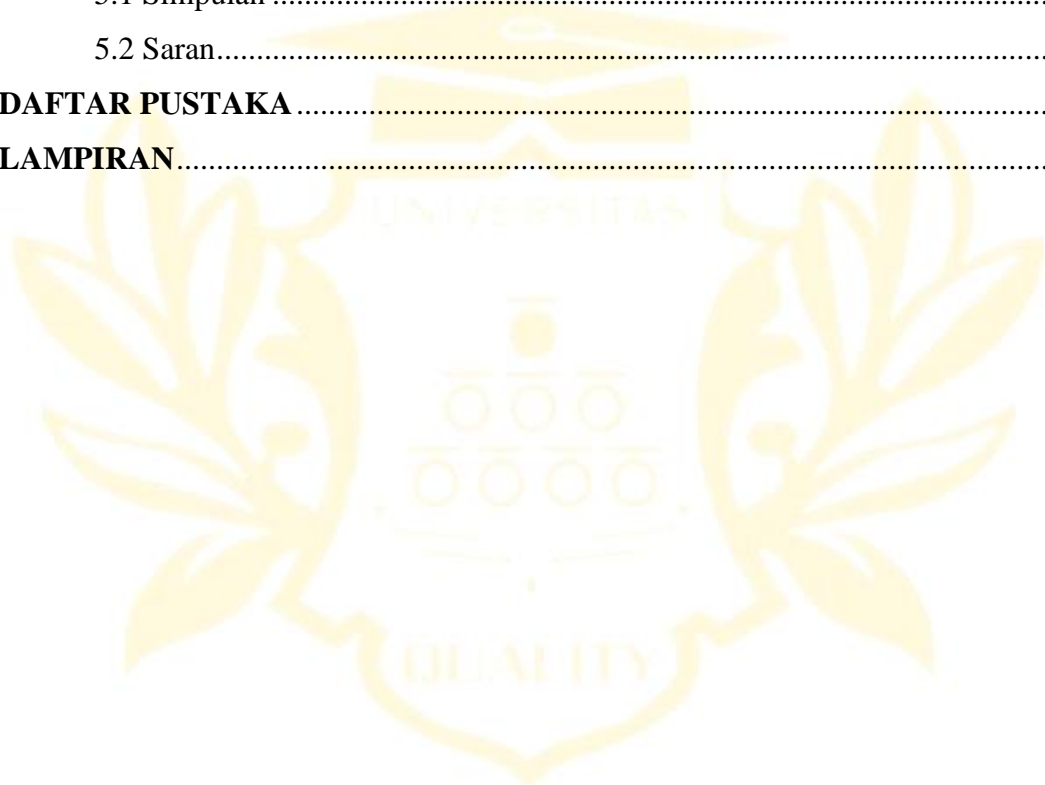 5.1 Simpulan ........................................................................................................
5.2 Saran........................................................................................................
DAFTAR PUSTAKA ........................................................................................................
LAMPIRAN........................................................................................................
UNIVERSITAS
QUALITY